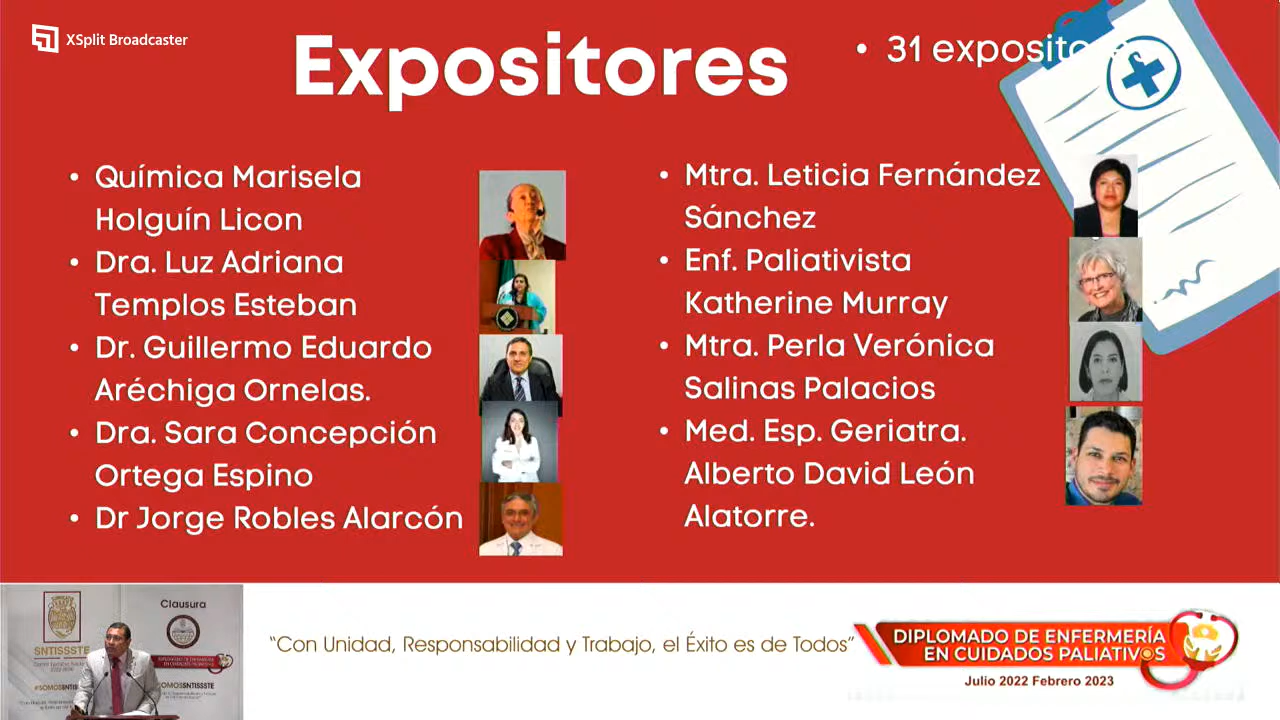 XSplit Broadcaster
Expositores
• 31 expositores
• Química Marisela
Holguín Licon
• Dra. Luz Adriana
Templos Esteban
• Dr. Guillermo Eduardo
Aréchiga Ornelas.
• Dra. Sara Concepción
Ortega Espino
• Dr Jorge Robles Alarcón
• Mtra. Leticia Fernández
Sánchez
• Enf. Paliativista
Katherine Murray
• Mtra. Perla Verónica
Salinas Palacios
• Med. Esp. Geriatra.
Alberto David León
Alatorre.
Clausura
SNTISSSTE
"Con Unidad, Responsabilidad y Trabajo, el Éxito es de Todos"
DIPLOMADO DE ENFERMERÍA
EN CUIDADOS PALIATIVOS
Julio 2022 Febrero 2023